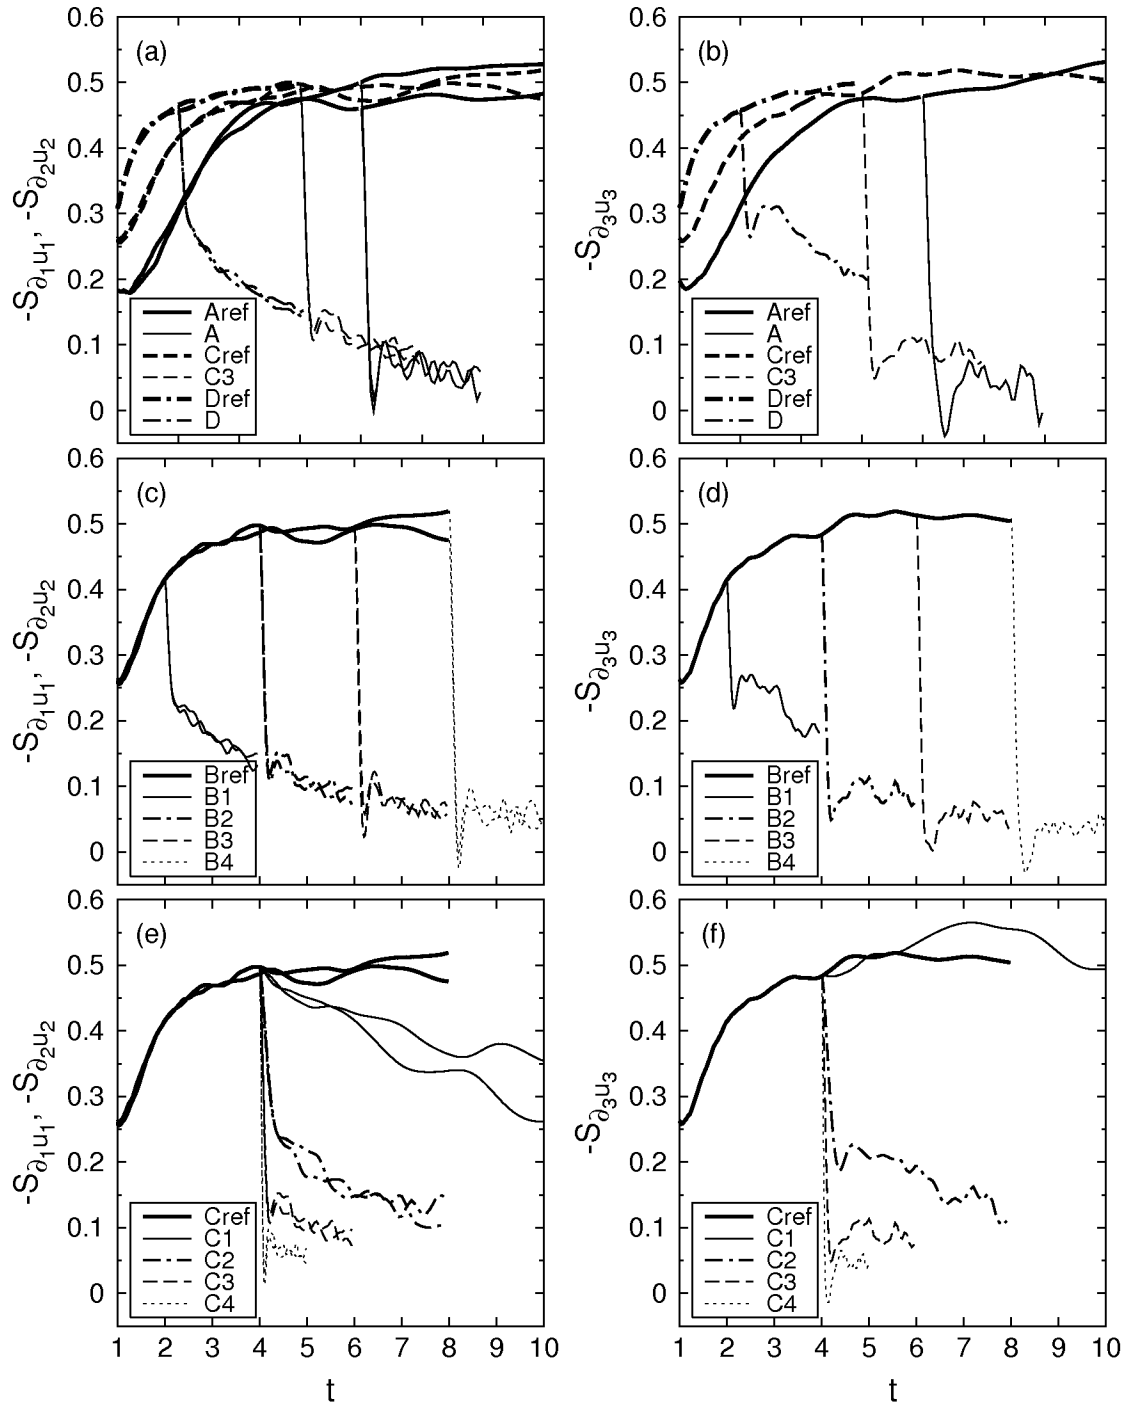 0.6
0.5
0.4
0.3
0.2
0.1
0
(a)
-S∂₁u₁, -S∂₂u₂
Aref
A
Cref
C3
Dref
D
0.6
0.5
0.4
0.3
0.2
0.1
0
(b)
-S∂₃u₃
Aref
A
Cref
C3
Dref
D
0.6
0.5
0.4
0.3
0.2
0.1
0
(c)
-S∂₁u₁, -S∂₂u₂
Bref
B1
B2
B3
B4
0.6
0.5
0.4
0.3
0.2
0.1
0
(d)
-S∂₃u₃
Bref
B1
B2
B3
B4
0.6
0.5
0.4
0.3
0.2
0.1
0
(e)
-S∂₁u₁, -S∂₂u₂
Cref
C1
C2
C3
C4
1 2 3 4 5 6 7 8 9 10
t
0.6
0.5
0.4
0.3
0.2
0.1
0
(f)
-S∂₃u₃
Cref
C1
C2
C3
C4
1 2 3 4 5 6 7 8 9 10
t